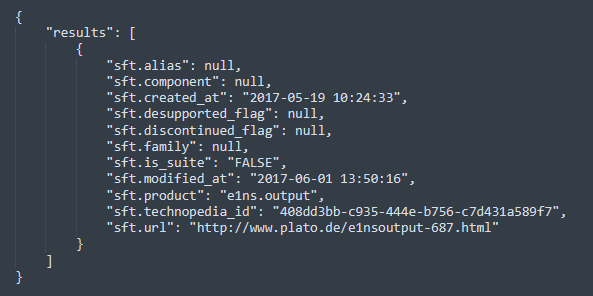 {
    "results": [
        {
            "sft.alias": null,
            "sft.component": null,
            "sft.created_at": "2017-05-19 10:24:33",
            "sft.desupported_flag": null,
            "sft.discontinued_flag": null,
            "sft.family": null,
            "sft.is_suite": "FALSE",
            "sft.modified_at": "2017-06-01 13:50:16",
            "sft.product": "e1ns.output",
            "sft.technopedia_id": "408dd3bb-c935-444e-b756-c7d431a589f7",
            "sft.url": "http://www.plato.de/e1nsoutput-687.html"
        }
    ]
}